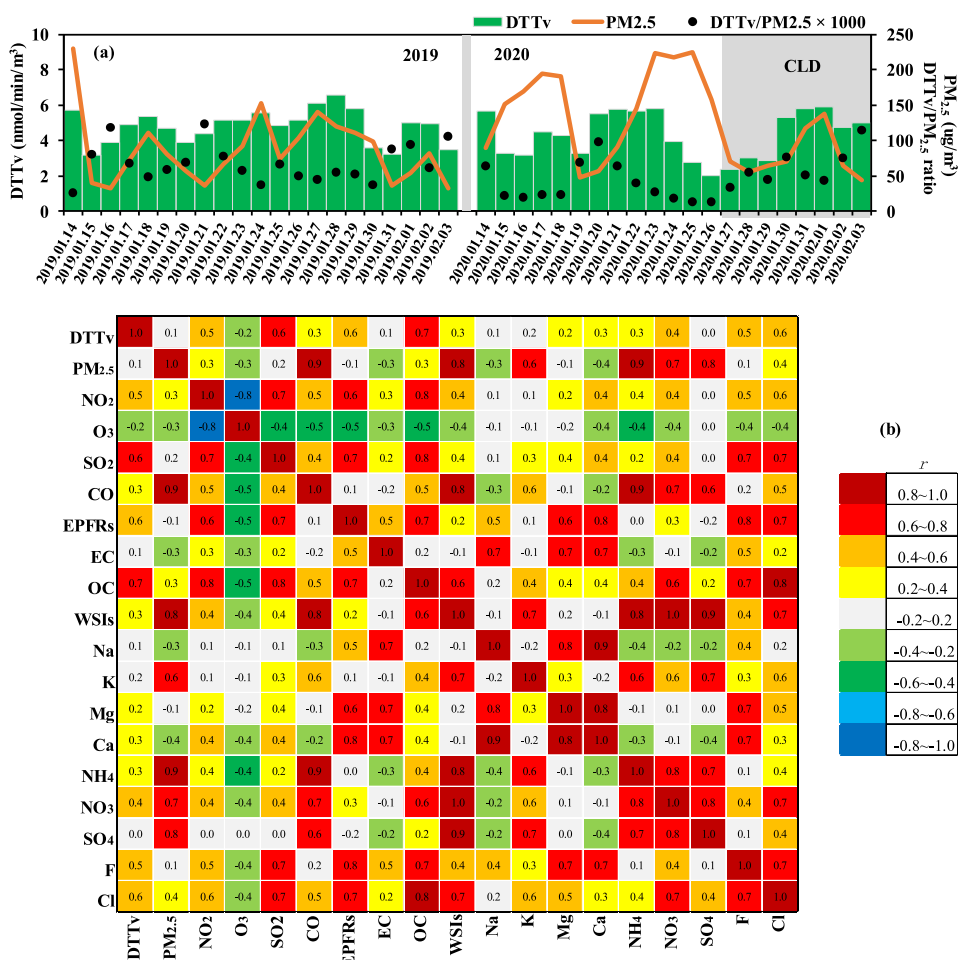 DTTv PM2.5 DTTv/PM2.5 × 1000
10 (a) 2019 2020 CLD 250
8 200
6 150
4 100
2 50
0 0
DTTv (nmol/min/m³)
PM2.5 (ug/m³)
DTTv/PM2.5 ratio
2019.01.14 2019.01.15 2019.01.16 2019.01.17 2019.01.18 2019.01.19 2019.01.20 2019.01.21 2019.01.22 2019.01.23 2019.01.24 2019.01.25 2019.01.26 2019.01.27 2019.01.28 2019.01.29 2019.01.30 2019.01.31 2019.02.01 2019.02.02 2019.02.03 2020.01.14 2020.01.15 2020.01.16 2020.01.17 2020.01.18 2020.01.19 2020.01.20 2020.01.21 2020.01.22 2020.01.23 2020.01.24 2020.01.25 2020.01.26 2020.01.27 2020.01.28 2020.01.29 2020.01.30 2020.01.31 2020.02.01 2020.02.02 2020.02.03
DTTv 1.0 0.1 0.5 -0.2 0.6 0.3 0.6 0.1 0.7 0.3 0.1 0.2 0.2 0.3 0.3 0.4 0.0 0.5 0.6
PM2.5 0.1 1.0 0.3 -0.3 0.2 0.9 -0.1 -0.3 0.3 0.8 -0.3 0.6 -0.1 -0.4 0.9 0.7 0.8 0.1 0.4
NO2 0.5 0.3 1.0 -0.8 0.7 0.5 0.6 0.3 0.8 0.4 0.1 0.1 0.2 0.4 0.4 0.4 0.0 0.5 0.6
O3 -0.2 -0.3 -0.8 1.0 -0.4 -0.5 -0.5 -0.3 -0.5 -0.4 -0.1 -0.1 -0.2 -0.4 -0.4 -0.4 0.0 -0.4 -0.4
SO2 0.6 0.2 0.7 -0.4 1.0 0.4 0.7 0.2 0.8 0.4 0.1 0.3 0.4 0.4 0.2 0.4 0.0 0.7 0.7
CO 0.3 0.9 0.5 -0.5 0.4 1.0 0.1 -0.2 0.5 0.8 -0.3 0.6 -0.1 -0.2 0.9 0.7 0.6 0.2 0.5
EPFRs 0.6 -0.1 0.6 -0.5 0.7 0.1 1.0 0.5 0.7 0.2 0.5 0.1 0.6 0.8 0.0 0.3 -0.2 0.8 0.7
EC 0.1 -0.3 0.3 -0.3 0.2 -0.2 0.5 1.0 0.2 -0.1 0.7 -0.1 0.7 0.7 -0.3 -0.1 -0.2 0.5 0.2
OC 0.7 0.3 0.8 -0.5 0.8 0.5 0.7 0.2 1.0 0.6 0.2 0.4 0.4 0.4 0.4 0.6 0.2 0.7 0.8
WSIs 0.3 0.8 0.4 -0.4 0.4 0.8 0.2 -0.1 0.6 1.0 -0.1 0.7 0.2 -0.1 0.8 1.0 0.9 0.4 0.7
Na 0.1 -0.3 0.1 -0.1 0.1 -0.3 0.5 0.7 0.2 -0.1 1.0 -0.2 0.8 0.9 -0.4 -0.2 -0.2 0.4 0.2
K 0.2 0.6 0.1 -0.1 0.3 0.6 0.1 -0.1 0.4 0.7 -0.2 1.0 0.3 -0.2 0.6 0.6 0.7 0.3 0.6
Mg 0.2 -0.1 0.2 -0.2 0.4 -0.1 0.6 0.7 0.4 0.2 0.8 0.3 1.0 0.8 -0.1 0.1 0.0 0.7 0.5
Ca 0.3 -0.4 0.4 -0.4 0.4 -0.2 0.8 0.7 0.4 -0.1 0.9 -0.2 0.8 1.0 -0.3 -0.1 -0.4 0.7 0.3
NH4 0.3 0.9 0.4 -0.4 0.2 0.9 0.0 -0.3 0.4 0.8 -0.4 0.6 -0.1 -0.3 1.0 0.8 0.7 0.1 0.4
NO3 0.4 0.7 0.4 -0.4 0.4 0.7 0.3 -0.1 0.6 1.0 -0.2 0.6 0.1 -0.1 0.8 1.0 0.8 0.4 0.7
SO4 0.0 0.8 0.0 0.0 0.0 0.6 -0.2 -0.2 0.2 0.9 -0.2 0.7 0.0 -0.4 0.7 0.8 1.0 0.1 0.4
F 0.5 0.1 0.5 -0.4 0.7 0.2 0.8 0.5 0.7 0.4 0.4 0.3 0.7 0.7 0.1 0.4 0.1 1.0 0.7
Cl 0.6 0.4 0.6 -0.4 0.7 0.5 0.7 0.2 0.8 0.7 0.2 0.6 0.5 0.3 0.4 0.7 0.4 0.7 1.0
DTTv PM2.5 NO2 O3 SO2 CO EPFRs EC OC WSIs Na K Mg Ca NH4 NO3 SO4 F Cl
(b)
r
0.8~1.0
0.6~0.8
0.4~0.6
0.2~0.4
-0.2~0.2
-0.4~-0.2
-0.6~-0.4
-0.8~-0.6
-0.8~-1.0